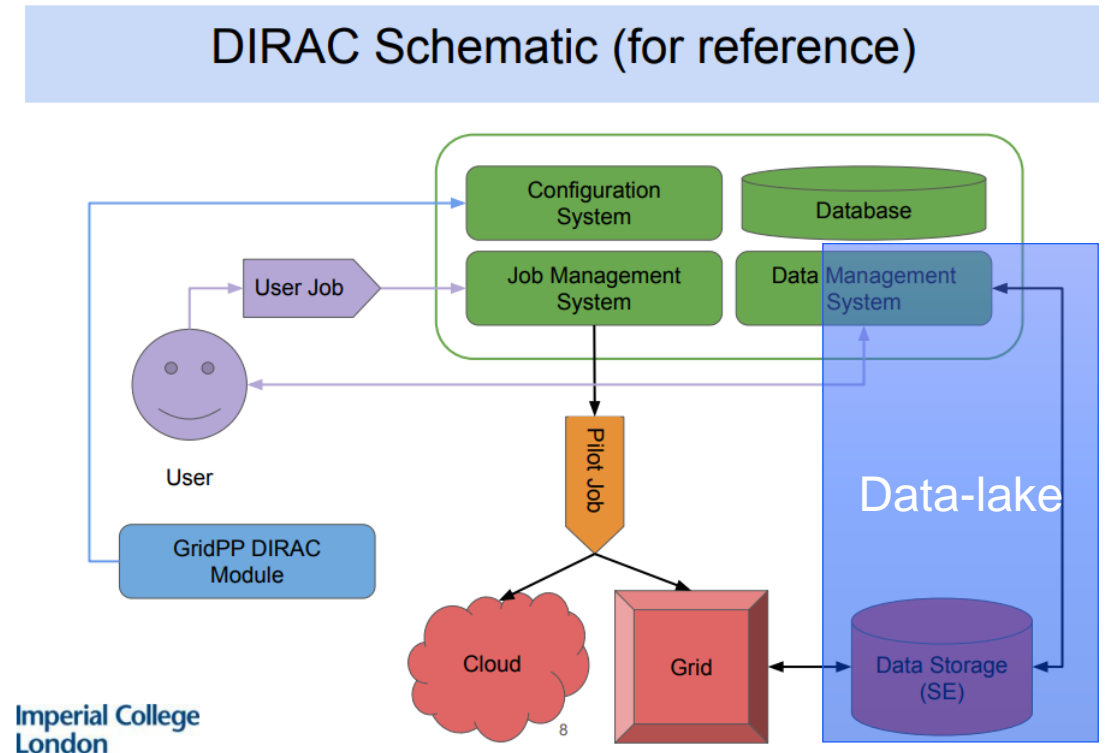 DIRAC Schematic (for reference)
Configuration
System
Database
User Job
Job Management
System
Data Management
System
User
Pilot Job
Data-lake
GridPP DIRAC
Module
Cloud
Grid
Data Storage
(SE)
Imperial College
London
8